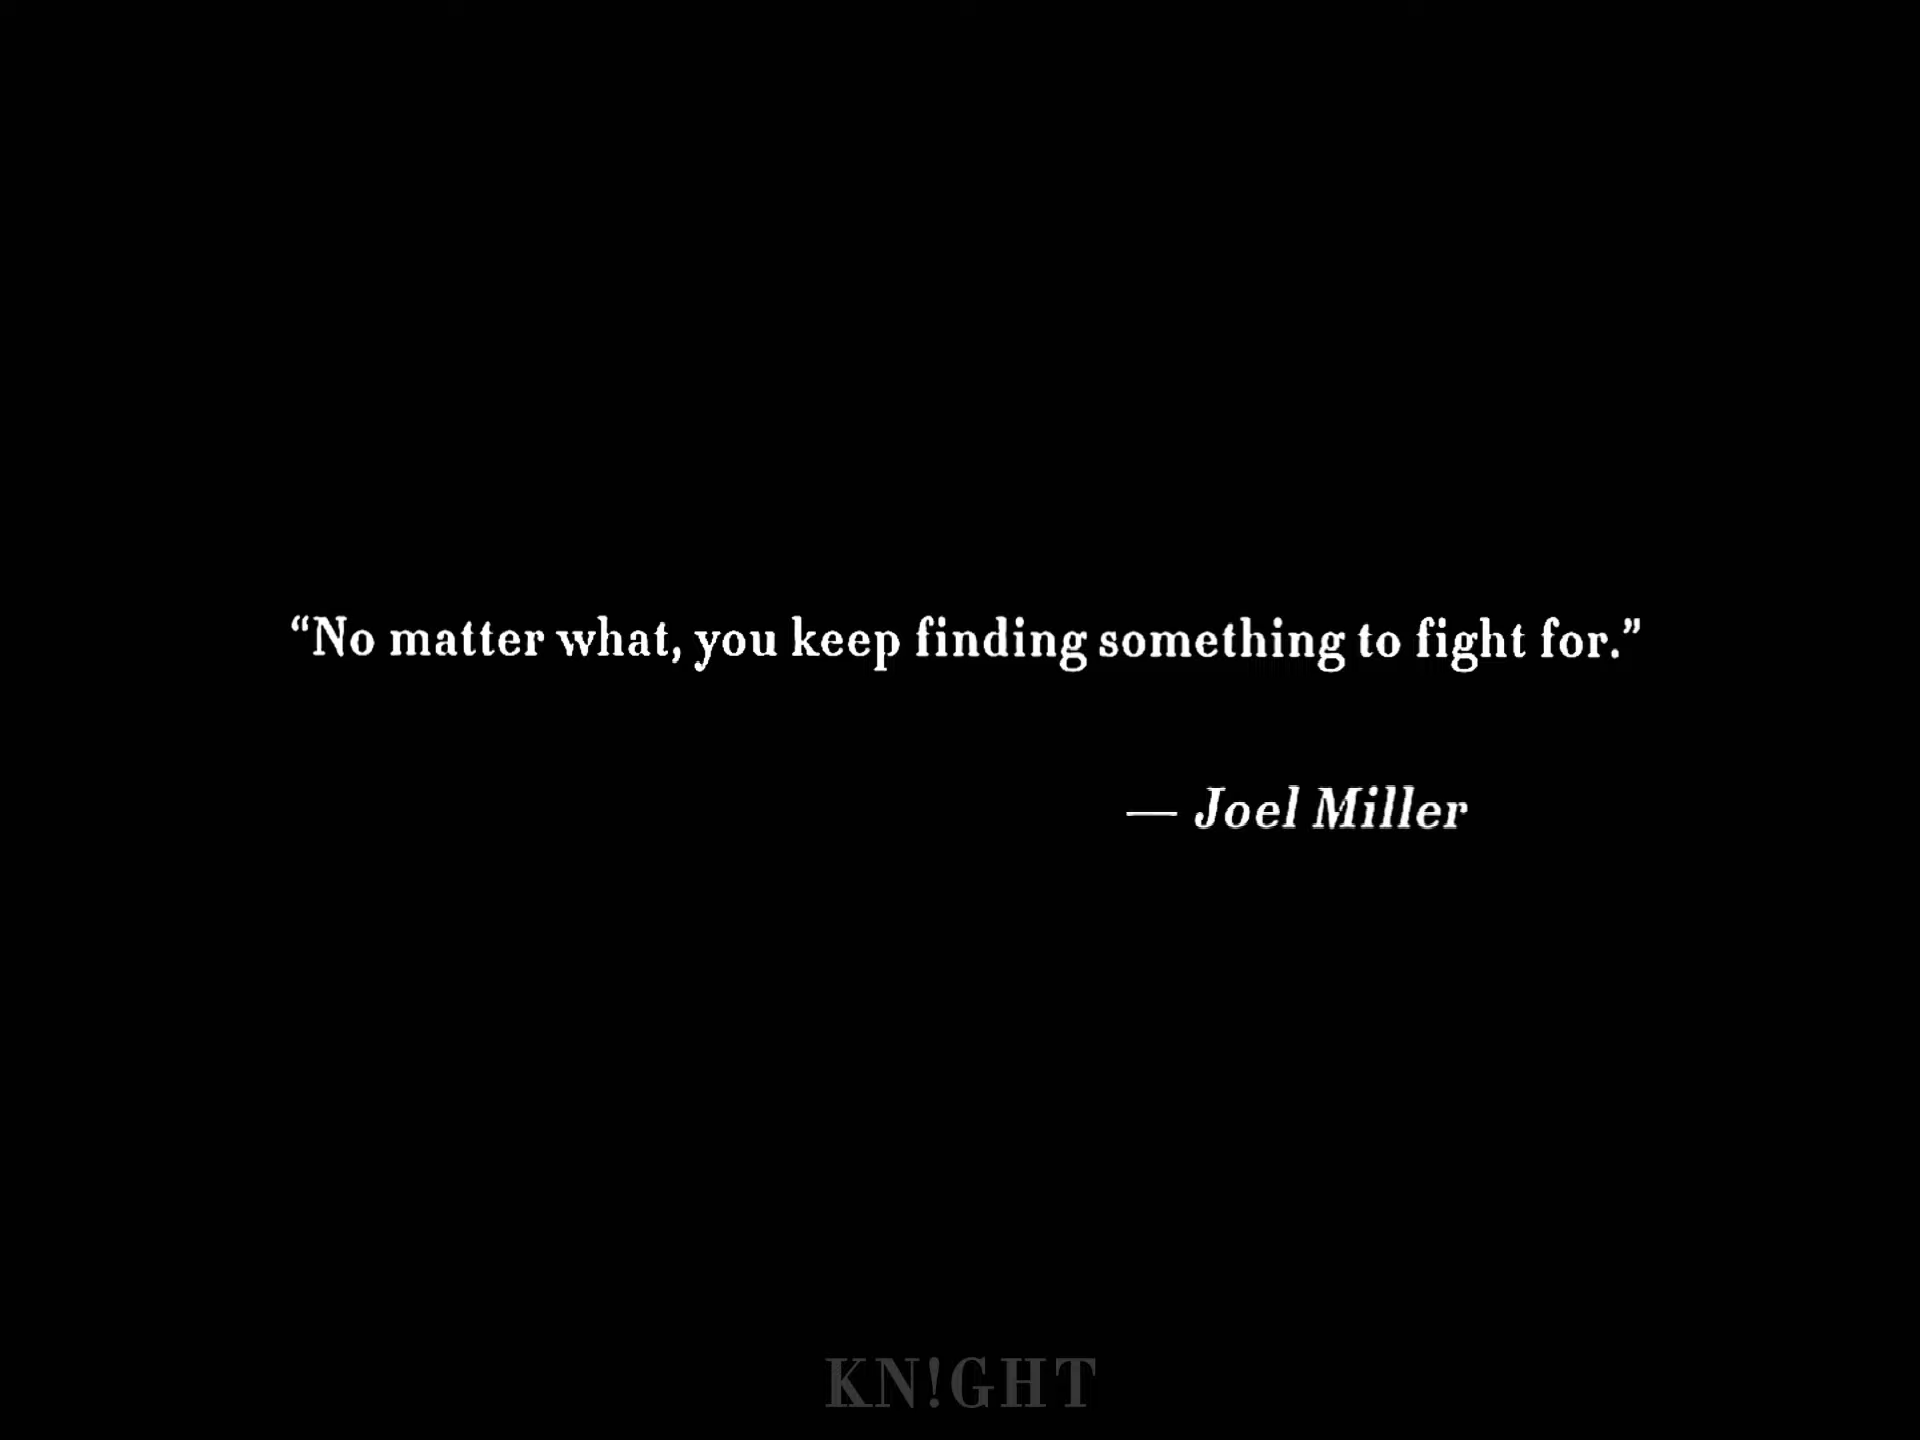 “No matter what, you keep finding something to fight for.”
— Joel Miller
KN!GHT